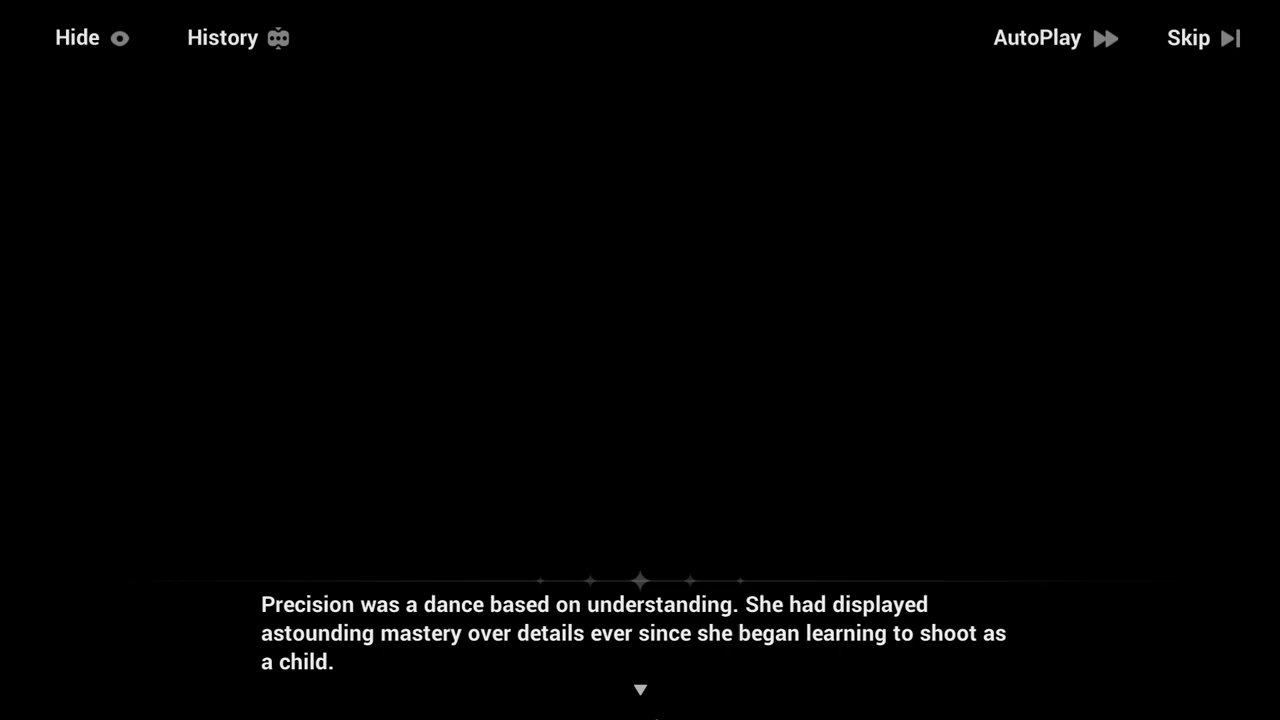 Hide
History
AutoPlay
Skip
Precision was a dance based on understanding. She had displayed
astounding mastery over details ever since she began learning to shoot as
a child.